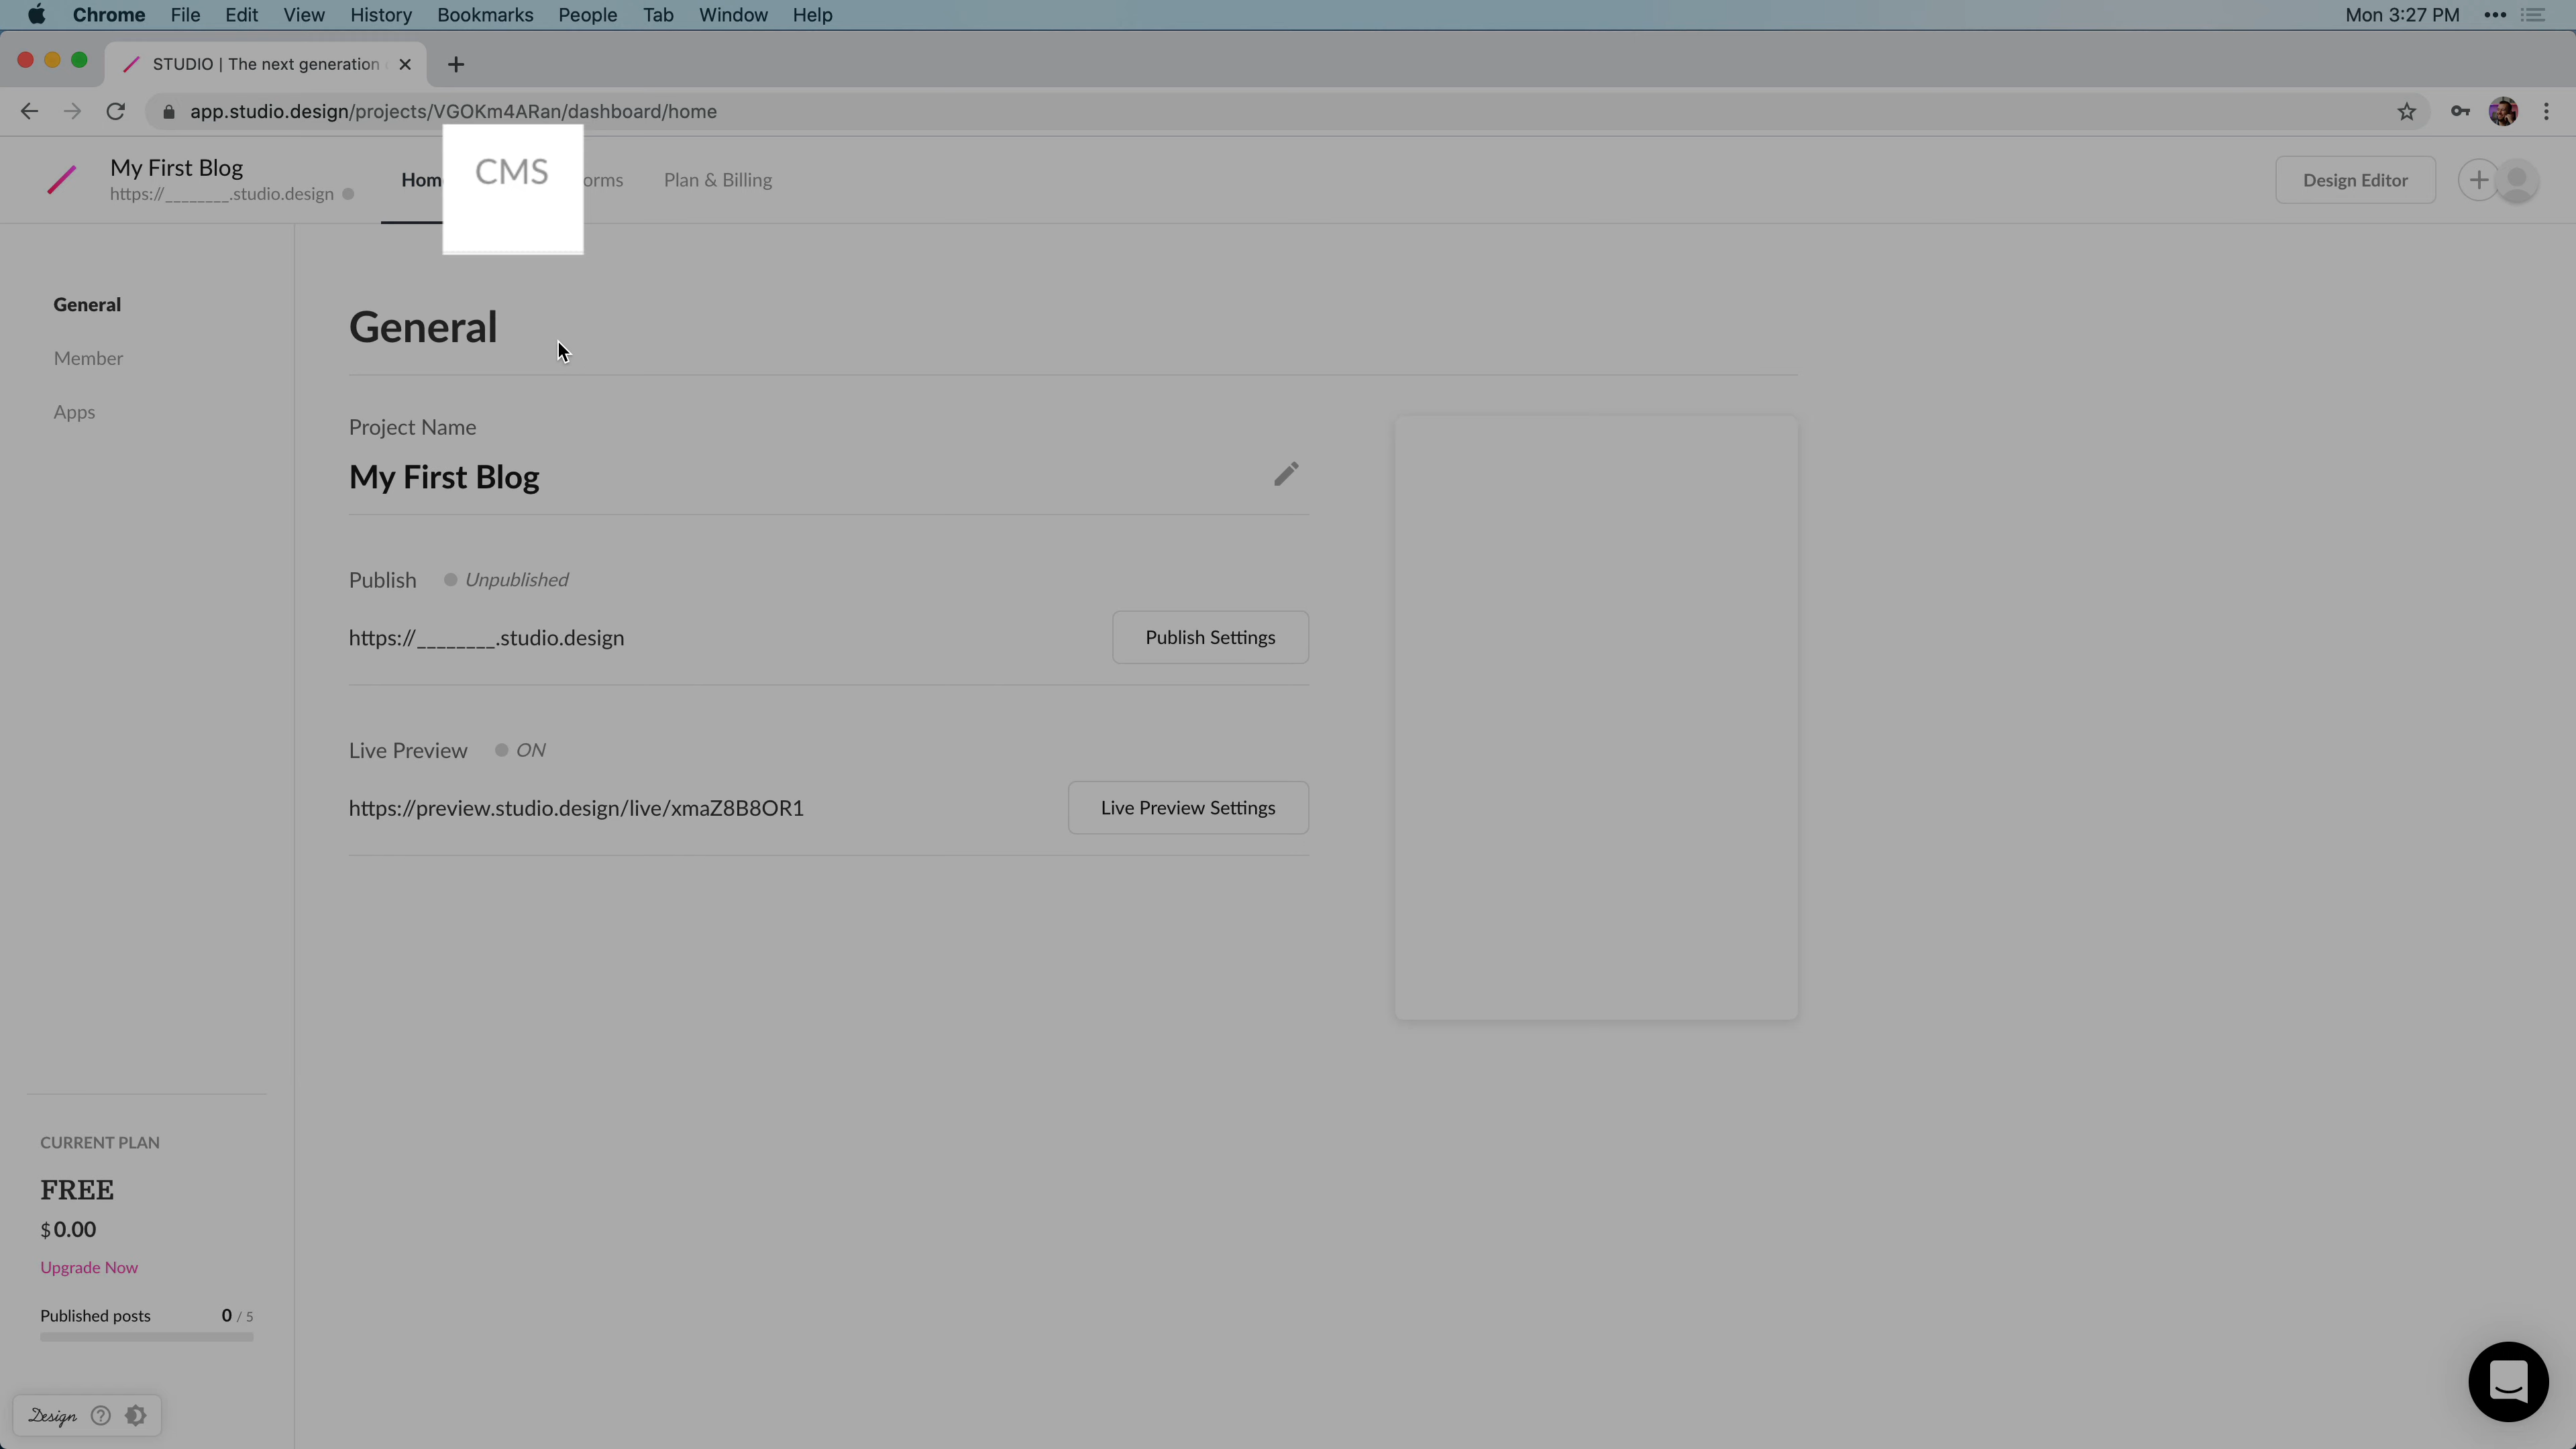 Chrome File Edit View History Bookmarks People Tab Window Help Mon 3:27 PM
STUDIO | The next generation
app.studio.design/projects/VGOKm4ARan/dashboard/home
My First Blog
https://________.studio.design
Hom CMS orms Plan & Billing Design Editor
General
Member
Apps
General
Project Name
My First Blog
Publish Unpublished
https://________.studio.design Publish Settings
Live Preview ON
https://preview.studio.design/live/xmaZ8B8OR1 Live Preview Settings
CURRENT PLAN
FREE
$0.00
Upgrade Now
Published posts 0 / 5
Design